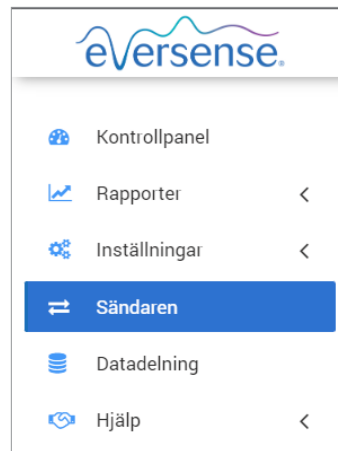 eversense.
Kontrollpanel
Rapporter
Inställningar
Sändaren
Datadelning
Hjälp